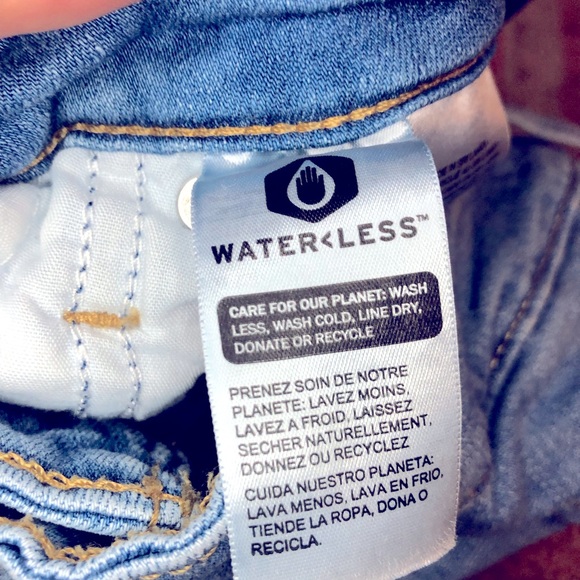 WATER<LESS™
CARE FOR OUR PLANET: WASH
LESS, WASH COLD, LINE DRY,
DONATE OR RECYCLE
PRENEZ SOIN DE NOTRE
PLANETE: LAVEZ MOINS,
LAVEZ A FROID, LAISSEZ
SECHER NATURELLEMENT,
DONNEZ OU RECYCLEZ
CUIDA NUESTRO PLANETA:
LAVA MENOS, LAVA EN FRIO,
TIENDE LA ROPA, DONA O
RECICLA.